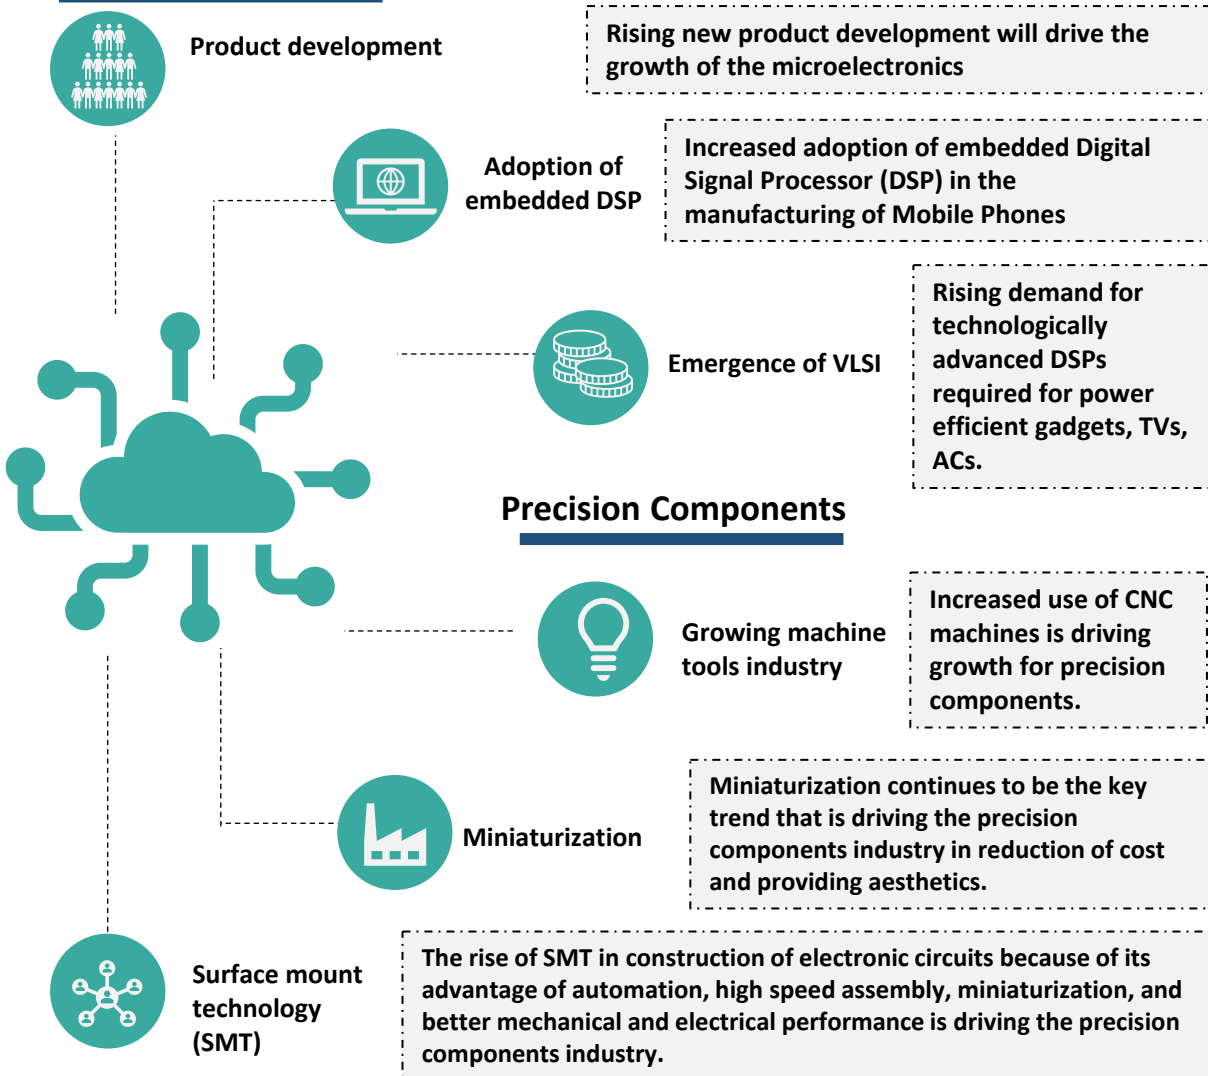 Product development
Rising new product development will drive the
growth of the microelectronics
Adoption of
embedded DSP
Increased adoption of embedded Digital
Signal Processor (DSP) in the
manufacturing of Mobile Phones
Emergence of VLSI
Rising demand for
technologically
advanced DSPs
required for power
efficient gadgets, TVs,
ACs.
Precision Components
Growing machine
tools industry
Increased use of CNC
machines is driving
growth for precision
components.
Miniaturization
Miniaturization continues to be the key
trend that is driving the precision
components industry in reduction of cost
and providing aesthetics.
Surface mount
technology
(SMT)
The rise of SMT in construction of electronic circuits because of its
advantage of automation, high speed assembly, miniaturization, and
better mechanical and electrical performance is driving the precision
components industry.